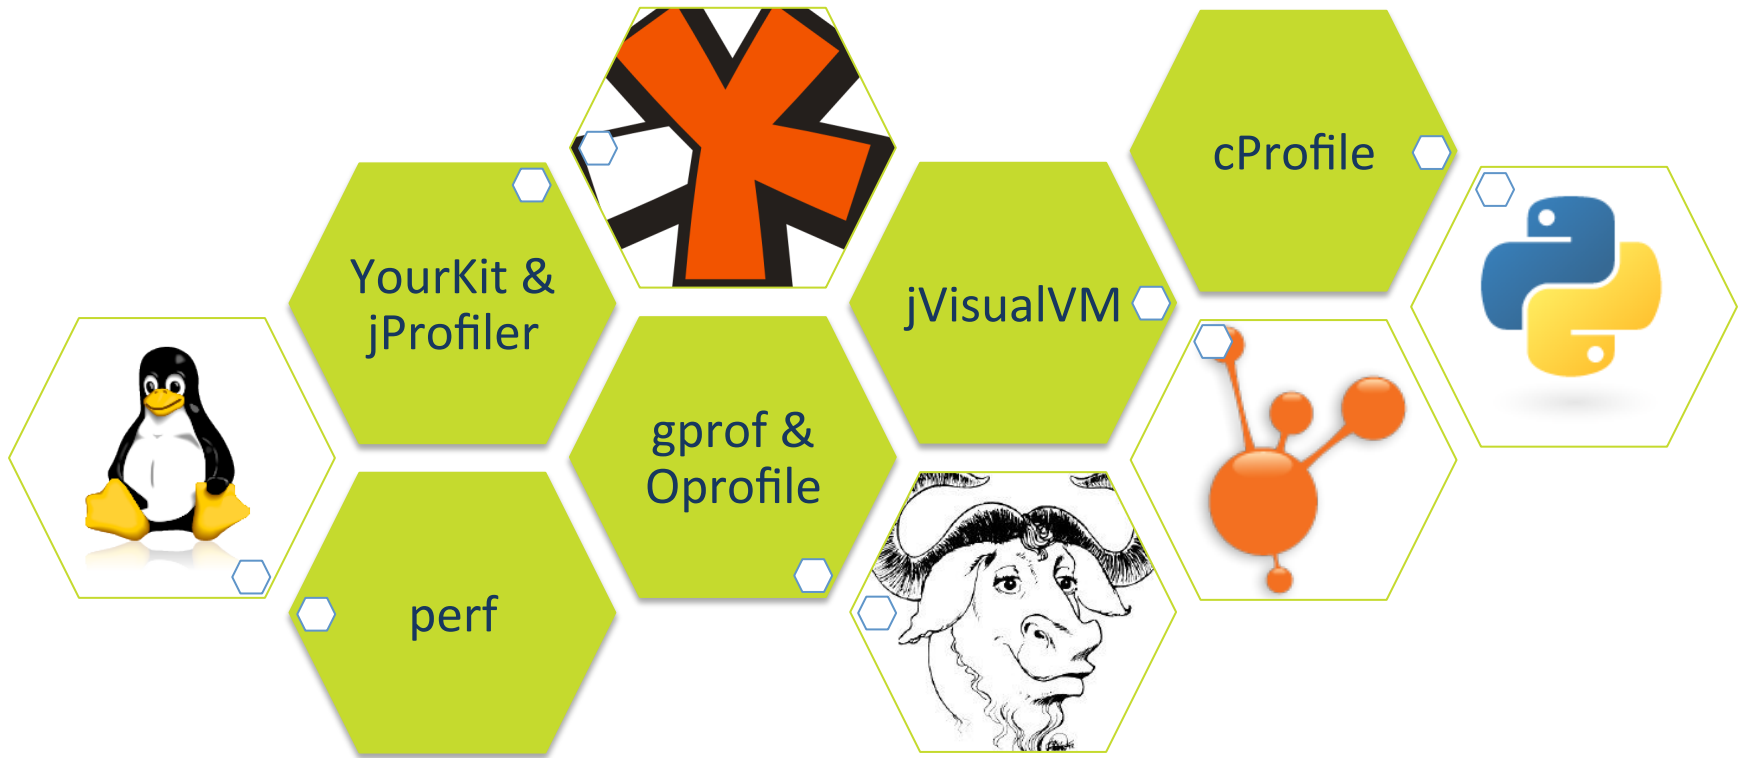 cProfile
YourKit &
jProfiler
jVisualVM
gprof &
Oprofile
perf